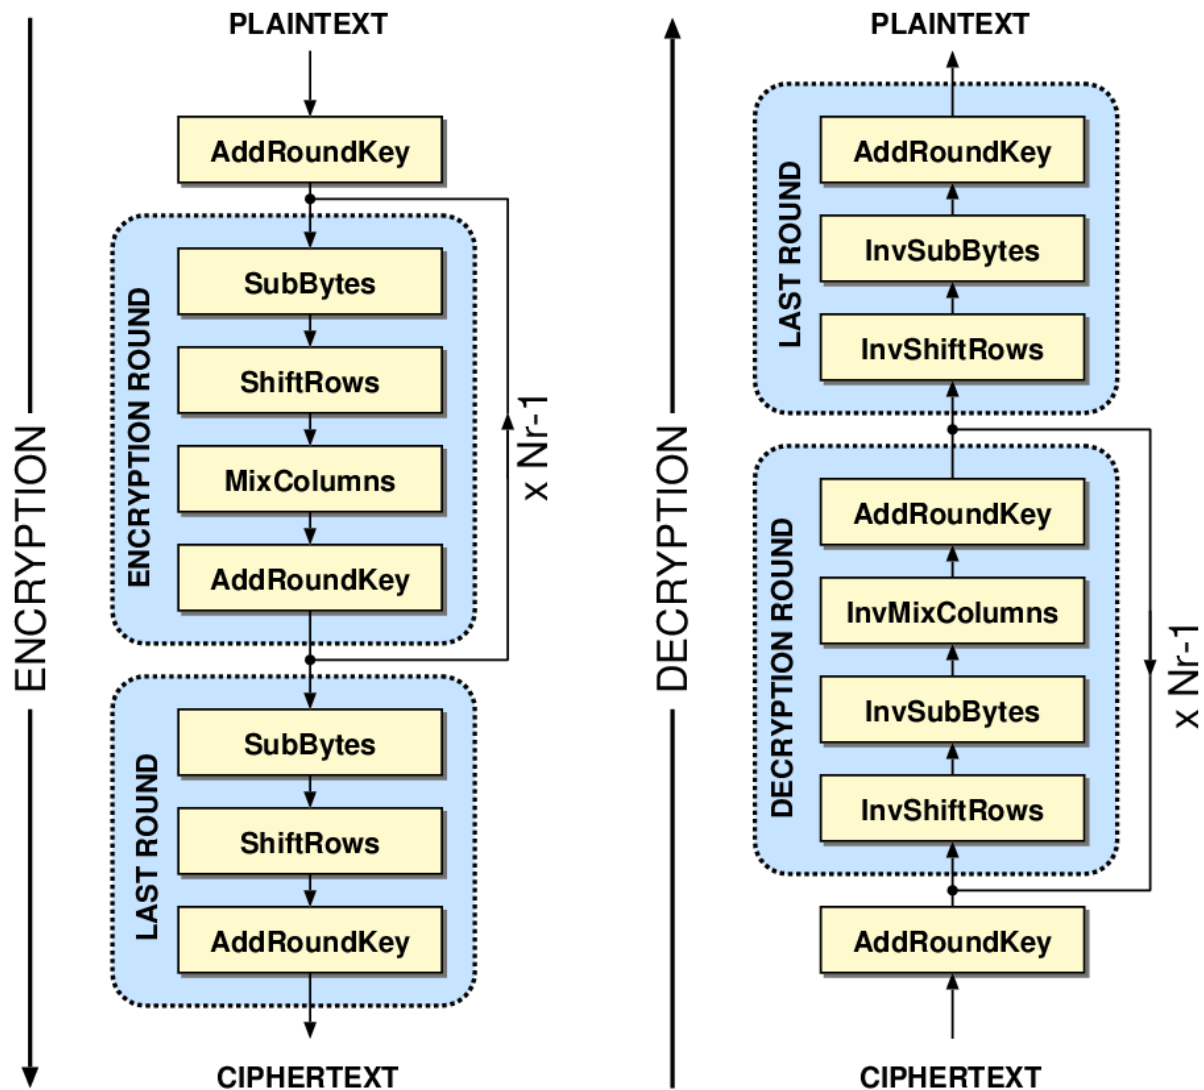 PLAINTEXT
AddRoundKey
ENCRYPTION ROUND
SubBytes
ShiftRows
MixColumns
AddRoundKey
x Nr-1
ENCRYPTION
LAST ROUND
SubBytes
ShiftRows
AddRoundKey
CIPHERTEXT
PLAINTEXT
LAST ROUND
AddRoundKey
InvSubBytes
InvShiftRows
DECRYPTION
DECRYPTION ROUND
AddRoundKey
InvMixColumns
InvSubBytes
InvShiftRows
x Nr-1
AddRoundKey
CIPHERTEXT